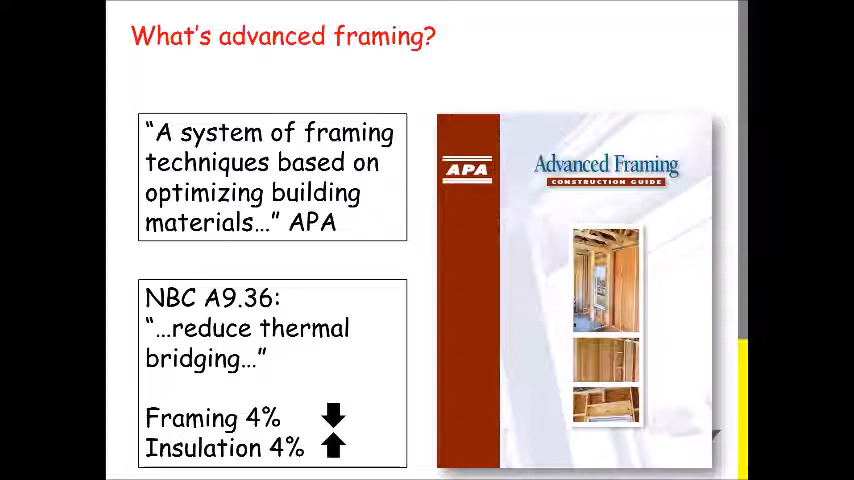 What's advanced framing?
“A system of framing
techniques based on
optimizing building
materials…” APA
NBC A9.36:
“…reduce thermal
bridging…”
Framing 4%
Insulation 4%
APA
Advanced Framing
CONSTRUCTION GUIDE